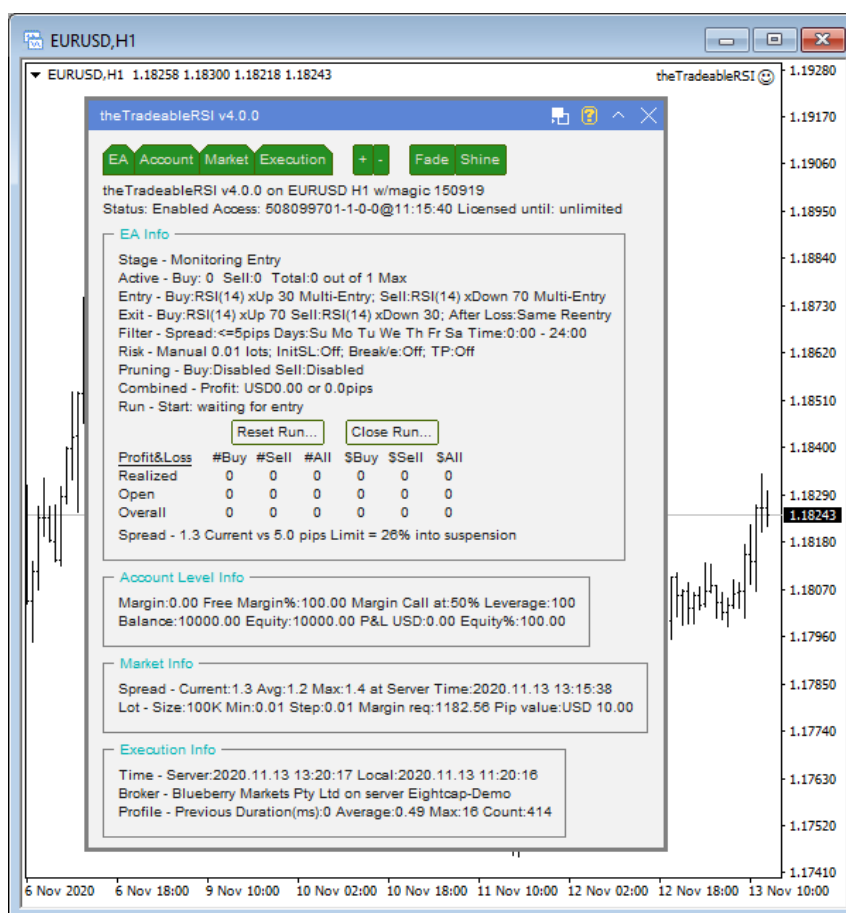 EURUSD,H1
EURUSD,H1 1.18258 1.18300 1.18218 1.18243
theTradeableRSI
theTradeableRSI v4.0.0
EA Account Market Execution + - Fade Shine
theTradeableRSI v4.0.0 on EURUSD H1 w/magic 150919
Status: Enabled Access: 508099701-1-0-0@11:15:40 Licensed until: unlimited
EA Info
Stage - Monitoring Entry
Active - Buy: 0 Sell:0 Total:0 out of 1 Max
Entry - Buy:RSI(14) xUp 30 Multi-Entry; Sell:RSI(14) xDown 70 Multi-Entry
Exit - Buy:RSI(14) xUp 70 Sell:RSI(14) xDown 30; After Loss:Same Reentry
Filter - Spread:<=5pips Days:Su Mo Tu We Th Fr Sa Time:0:00 - 24:00
Risk - Manual 0.01 lots; InitSL:Off; Break/e:Off; TP:Off
Pruning - Buy:Disabled Sell:Disabled
Combined - Profit: USD0.00 or 0.0pips
Run - Start: waiting for entry
Reset Run... Close Run...
Profit&Loss #Buy #Sell #All $Buy $Sell $All
Realized 0 0 0 0 0 0
Open 0 0 0 0 0 0
Overall 0 0 0 0 0 0
Spread - 1.3 Current vs 5.0 pips Limit = 26% into suspension
Account Level Info
Margin:0.00 Free Margin%:100.00 Margin Call at:50% Leverage:100
Balance:10000.00 Equity:10000.00 P&L USD:0.00 Equity%:100.00
Market Info
Spread - Current:1.3 Avg:1.2 Max:1.4 at Server Time:2020.11.13 13:15:38
Lot - Size:100K Min:0.01 Step:0.01 Margin req:1182.56 Pip value:USD 10.00
Execution Info
Time - Server:2020.11.13 13:20:17 Local:2020.11.13 11:20:16
Broker - Blueberry Markets Pty Ltd on server Eightcap-Demo
Profile - Previous Duration(ms):0 Average:0.49 Max:16 Count:414
1.19280
1.19170
1.19060
1.18950
1.18840
1.18730
1.18620
1.18510
1.18400
1.18290
1.18243
1.18180
1.18070
1.17960
1.17850
1.17740
1.17630
1.17520
1.17410
6 Nov 2020 6 Nov 18:00 9 Nov 10:00 10 Nov 02:00 10 Nov 18:00 11 Nov 10:00 12 Nov 02:00 12 Nov 18:00 13 Nov 10:00